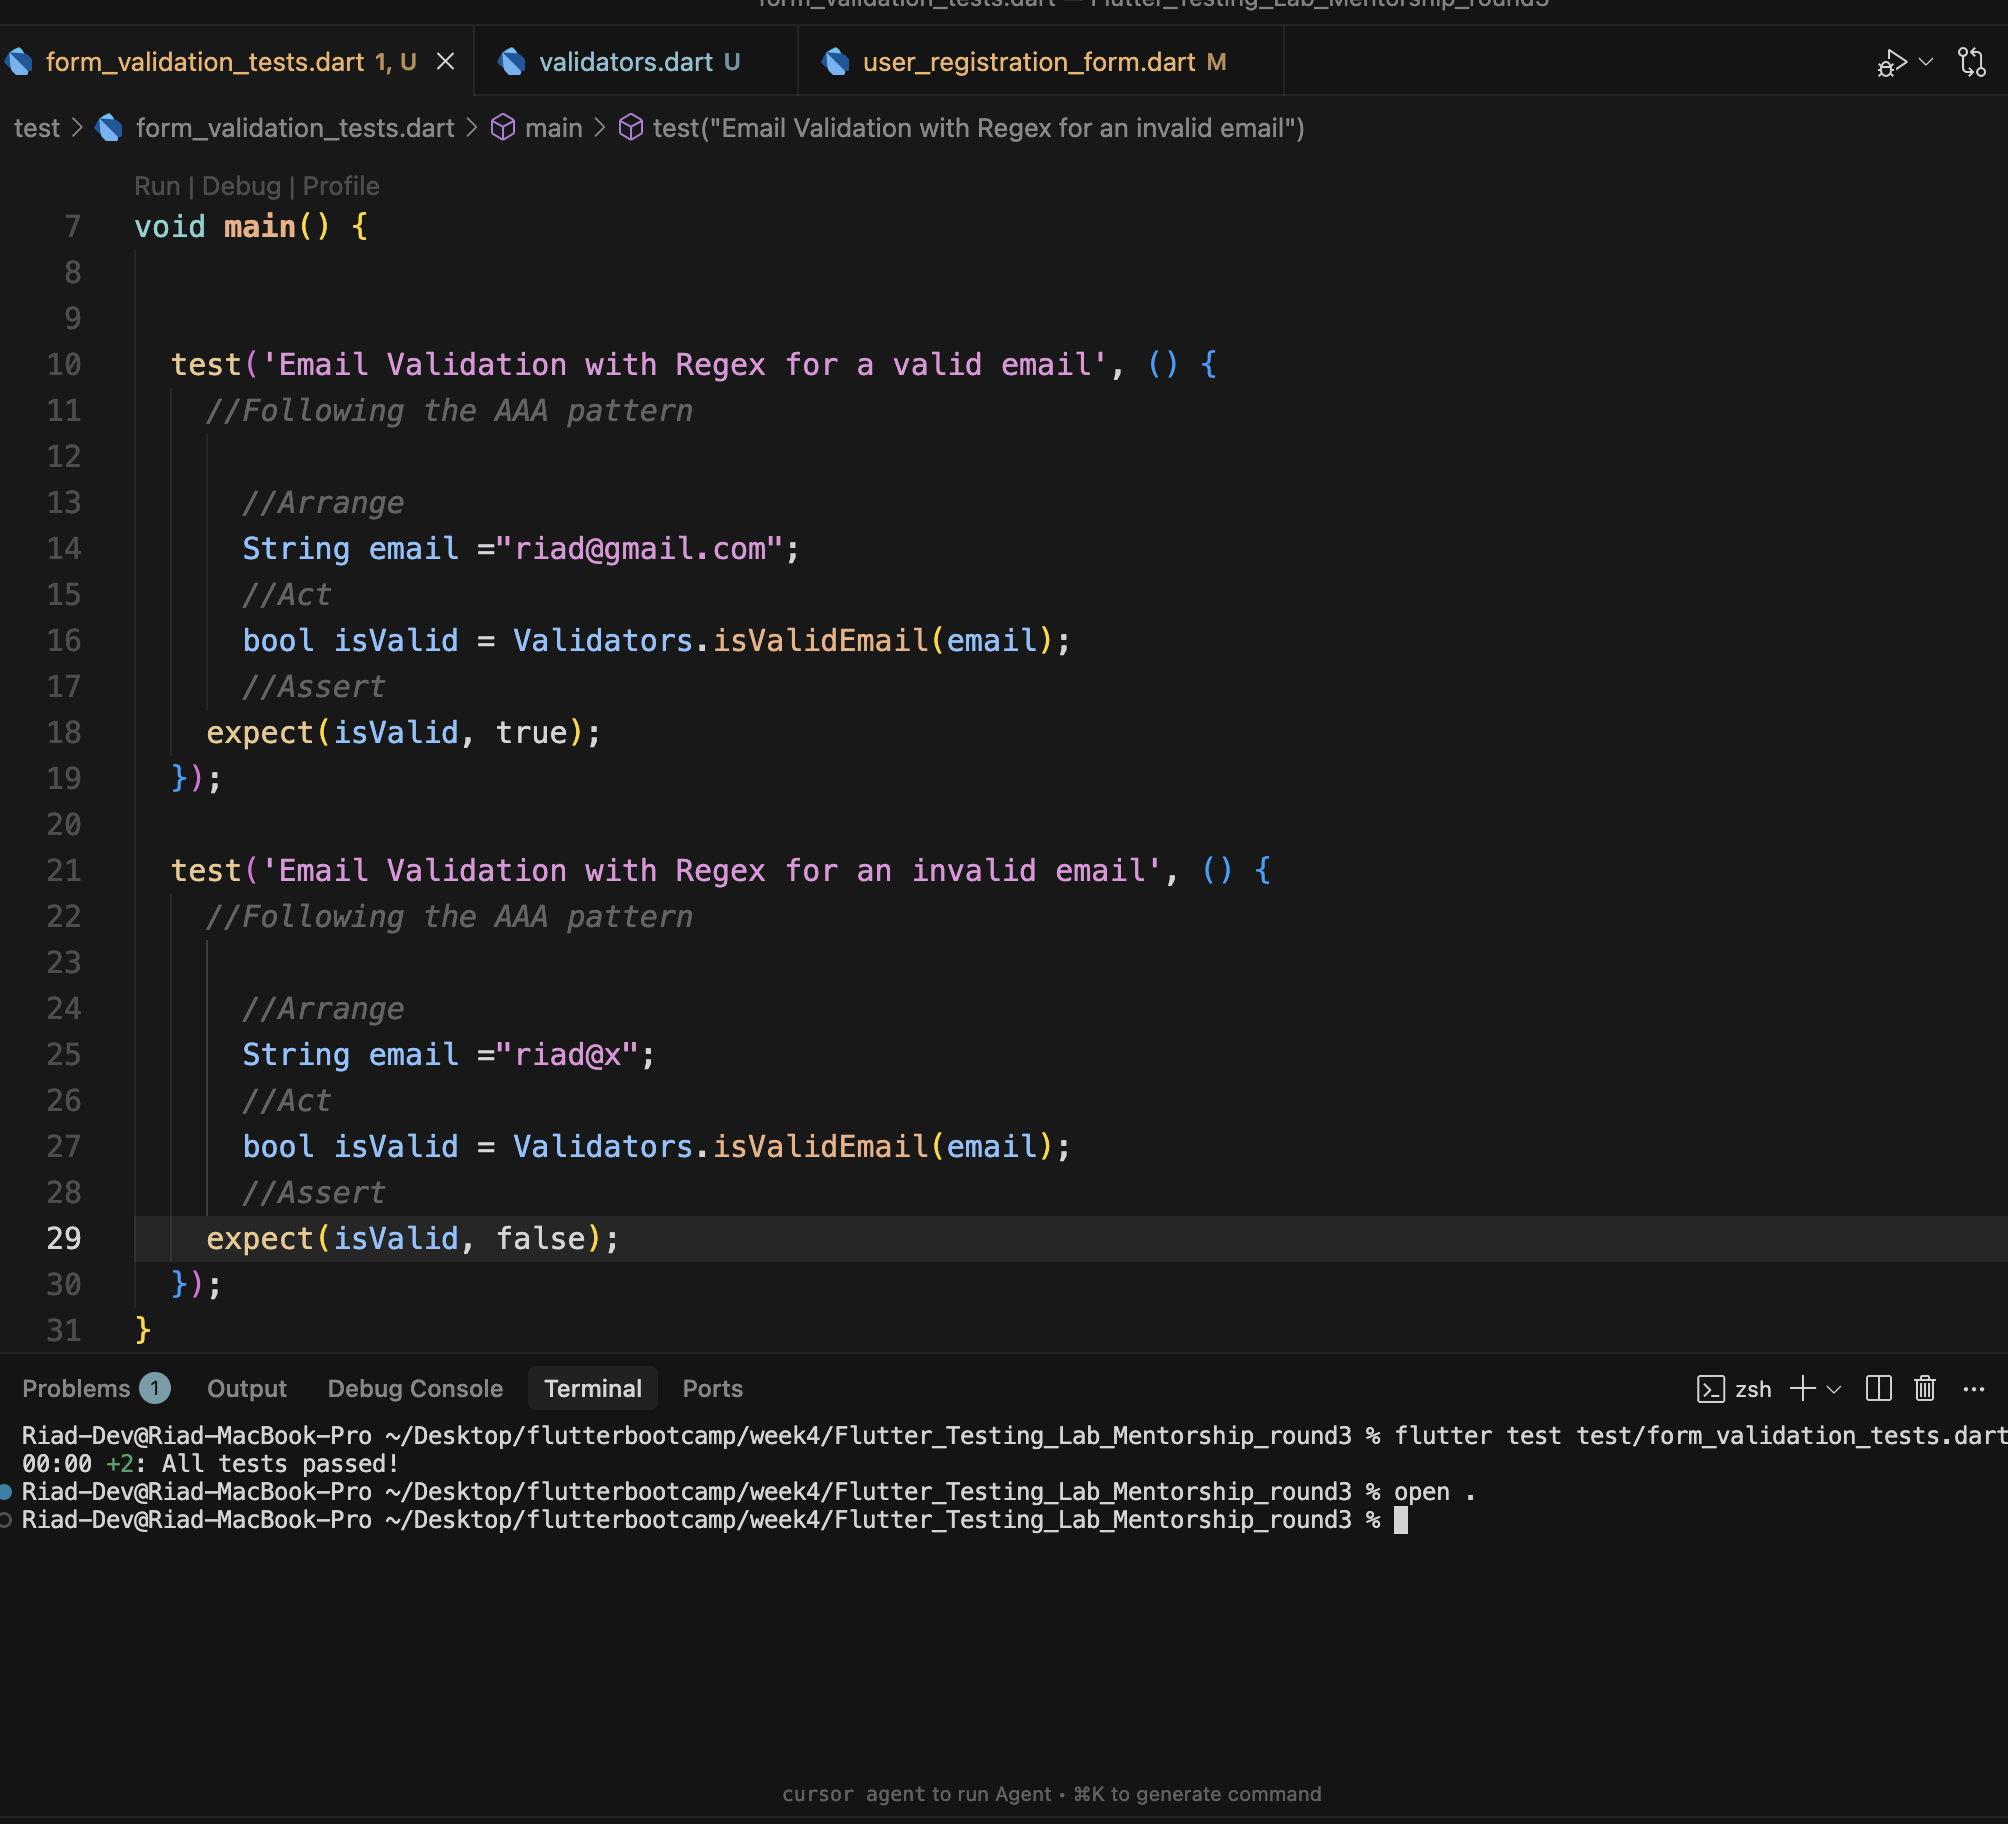 form_validation_tests.dart — Flutter_Testing_Lab_Mentorship_round3
form_validation_tests.dart 1, U
validators.dart U
user_registration_form.dart M
test > form_validation_tests.dart > main > test("Email Validation with Regex for an invalid email")
Run | Debug | Profile
7 void main() {
8
9
10 test('Email Validation with Regex for a valid email', () {
11 //Following the AAA pattern
12
13 //Arrange
14 String email ="riad@gmail.com";
15 //Act
16 bool isValid = Validators.isValidEmail(email);
17 //Assert
18 expect(isValid, true);
19 });
20
21 test('Email Validation with Regex for an invalid email', () {
22 //Following the AAA pattern
23
24 //Arrange
25 String email ="riad@x";
26 //Act
27 bool isValid = Validators.isValidEmail(email);
28 //Assert
29 expect(isValid, false);
30 });
31 }
Problems 1 Output Debug Console Terminal Ports zsh
Riad-Dev@Riad-MacBook-Pro ~/Desktop/flutterbootcamp/week4/Flutter_Testing_Lab_Mentorship_round3 % flutter test test/form_validation_tests.dart
00:00 +2: All tests passed!
Riad-Dev@Riad-MacBook-Pro ~/Desktop/flutterbootcamp/week4/Flutter_Testing_Lab_Mentorship_round3 % open .
Riad-Dev@Riad-MacBook-Pro ~/Desktop/flutterbootcamp/week4/Flutter_Testing_Lab_Mentorship_round3 %
cursor agent to run Agent • ⌘K to generate command